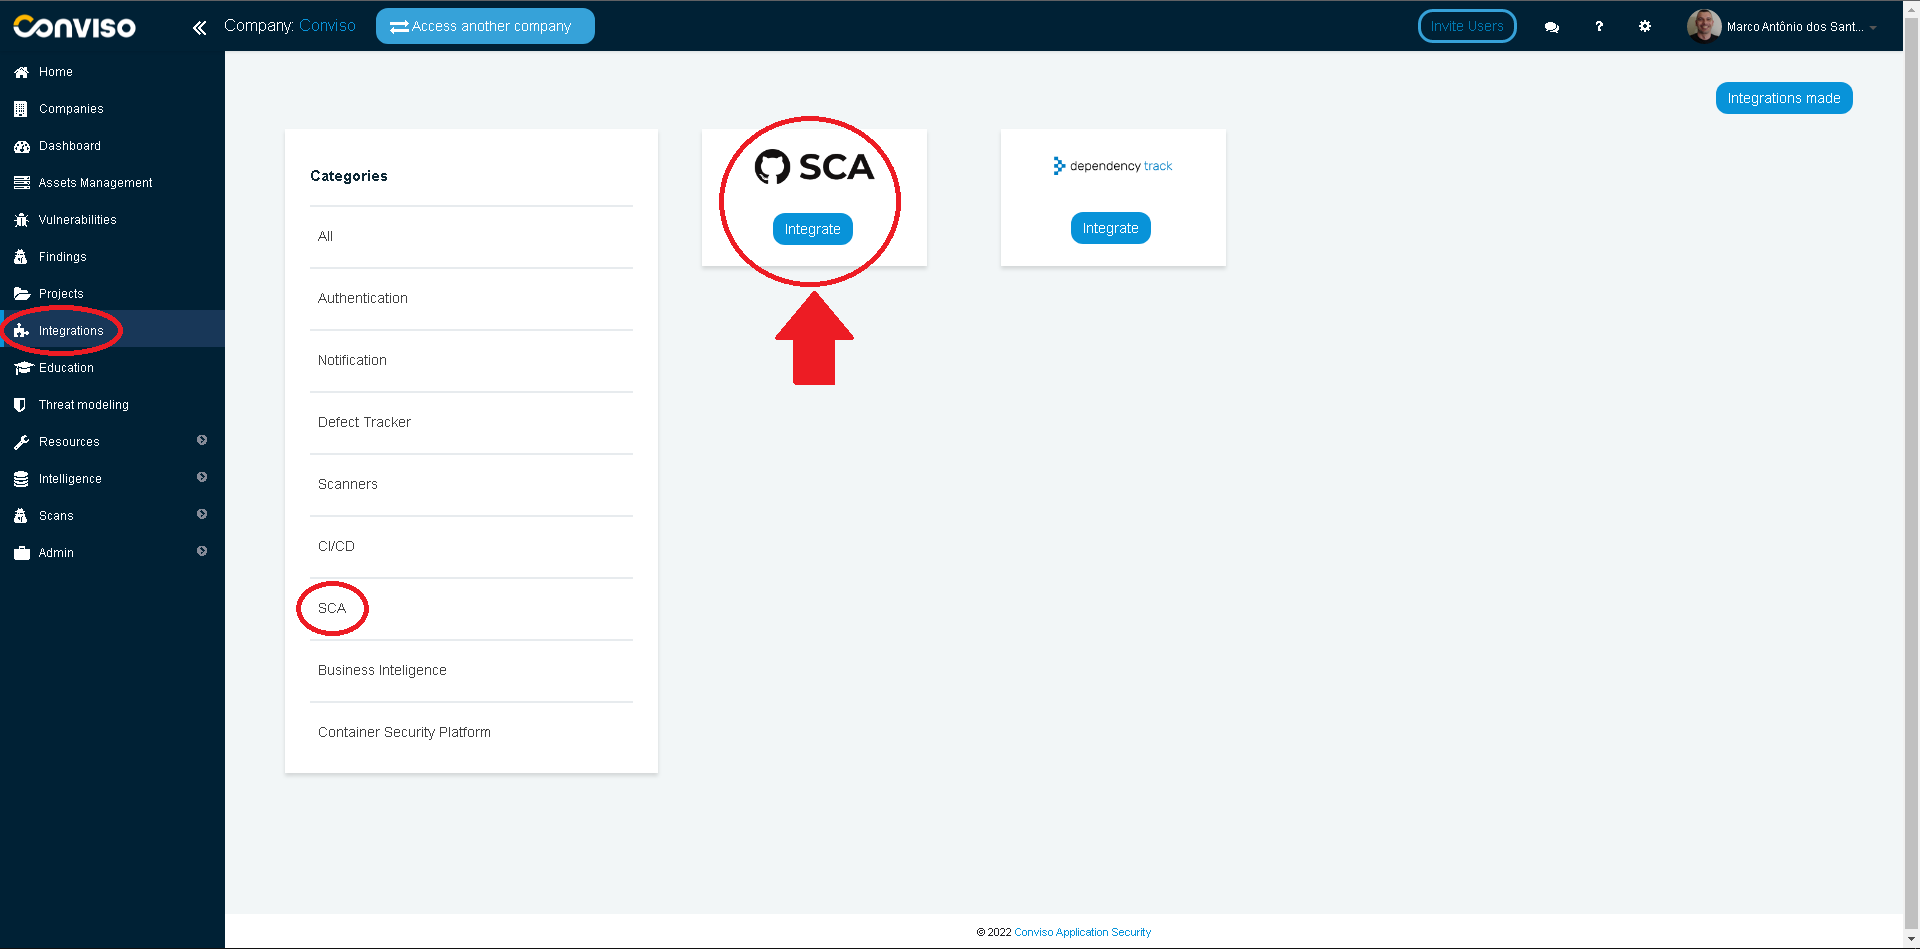 Conviso
Company: Conviso
Access another company
Invite Users
?
Marco Antônio dos Sant...
Home
Companies
Dashboard
Assets Management
Vulnerabilities
Findings
Projects
Integrations
Education
Threat modeling
Resources
Intelligence
Scans
Admin
Integrations made
Categories
All
Authentication
Notification
Defect Tracker
Scanners
CI/CD
SCA
Business Inteligence
Container Security Platform
SCA
Integrate
dependency track
Integrate
© 2022 Conviso Application Security